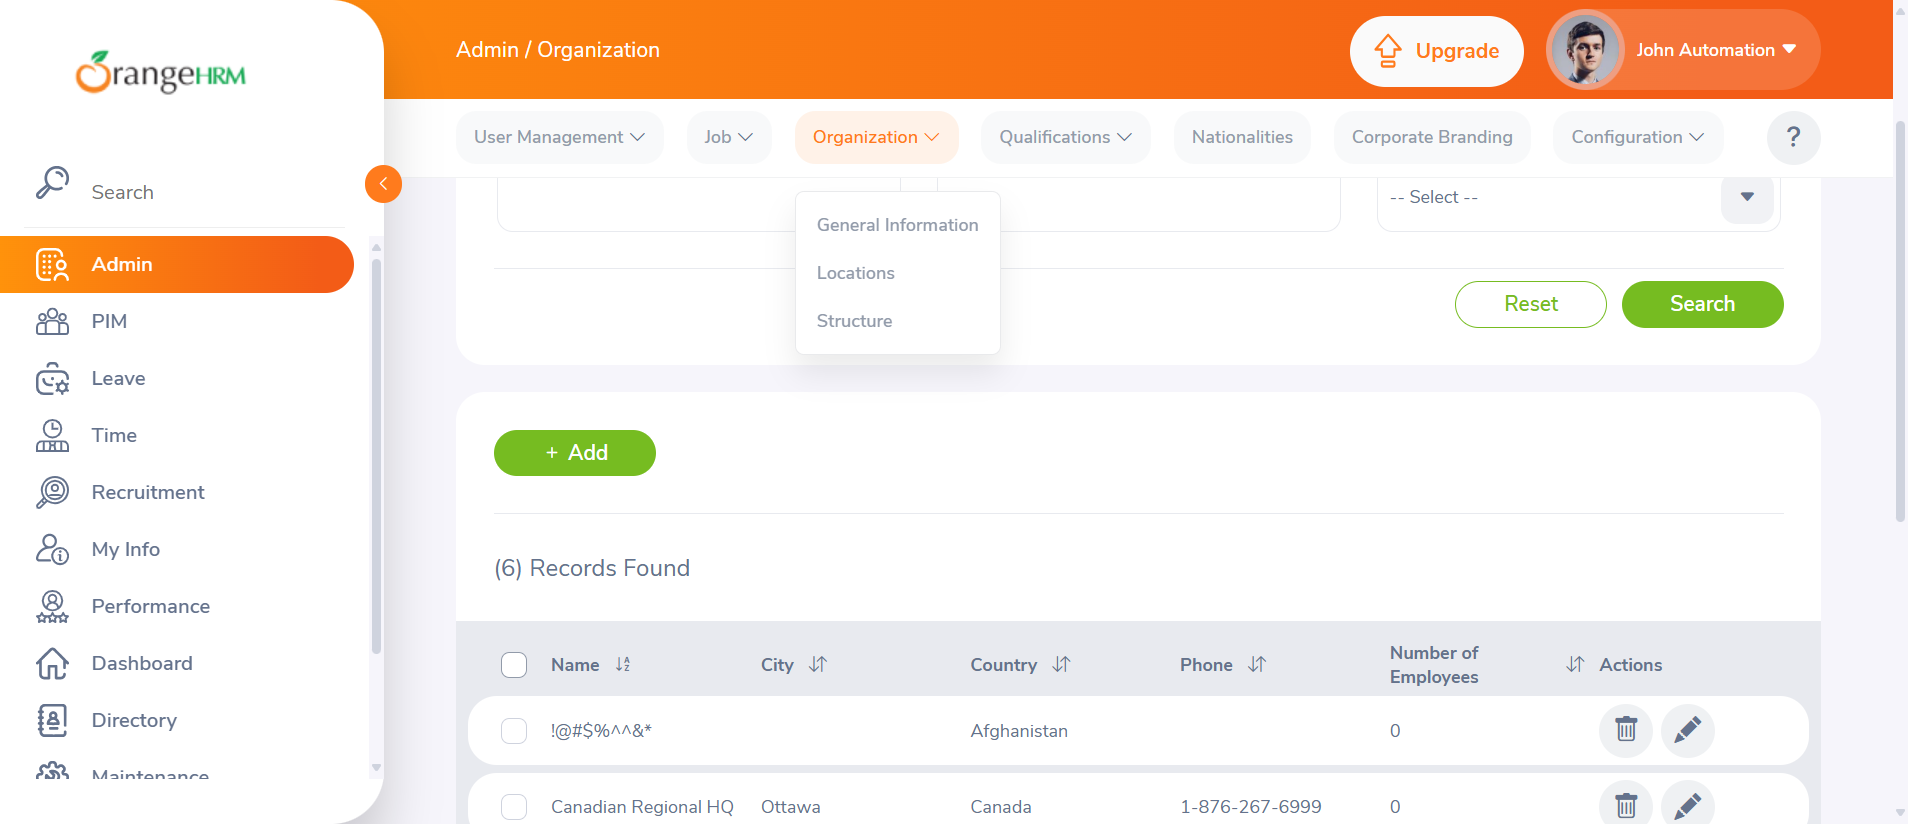 OrangeHRM
Admin / Organization
Upgrade
John Automation
User Management
Job
Organization
Qualifications
Nationalities
Corporate Branding
Configuration
?
Search
Admin
PIM
Leave
Time
Recruitment
My Info
Performance
Dashboard
Directory
Maintenance
General Information
Locations
Structure
-- Select --
Reset
Search
+ Add
(6) Records Found
Name City Country Phone Number of Employees Actions
!@#$%^^&* Afghanistan 0
Canadian Regional HQ Ottawa Canada 1-876-267-6999 0